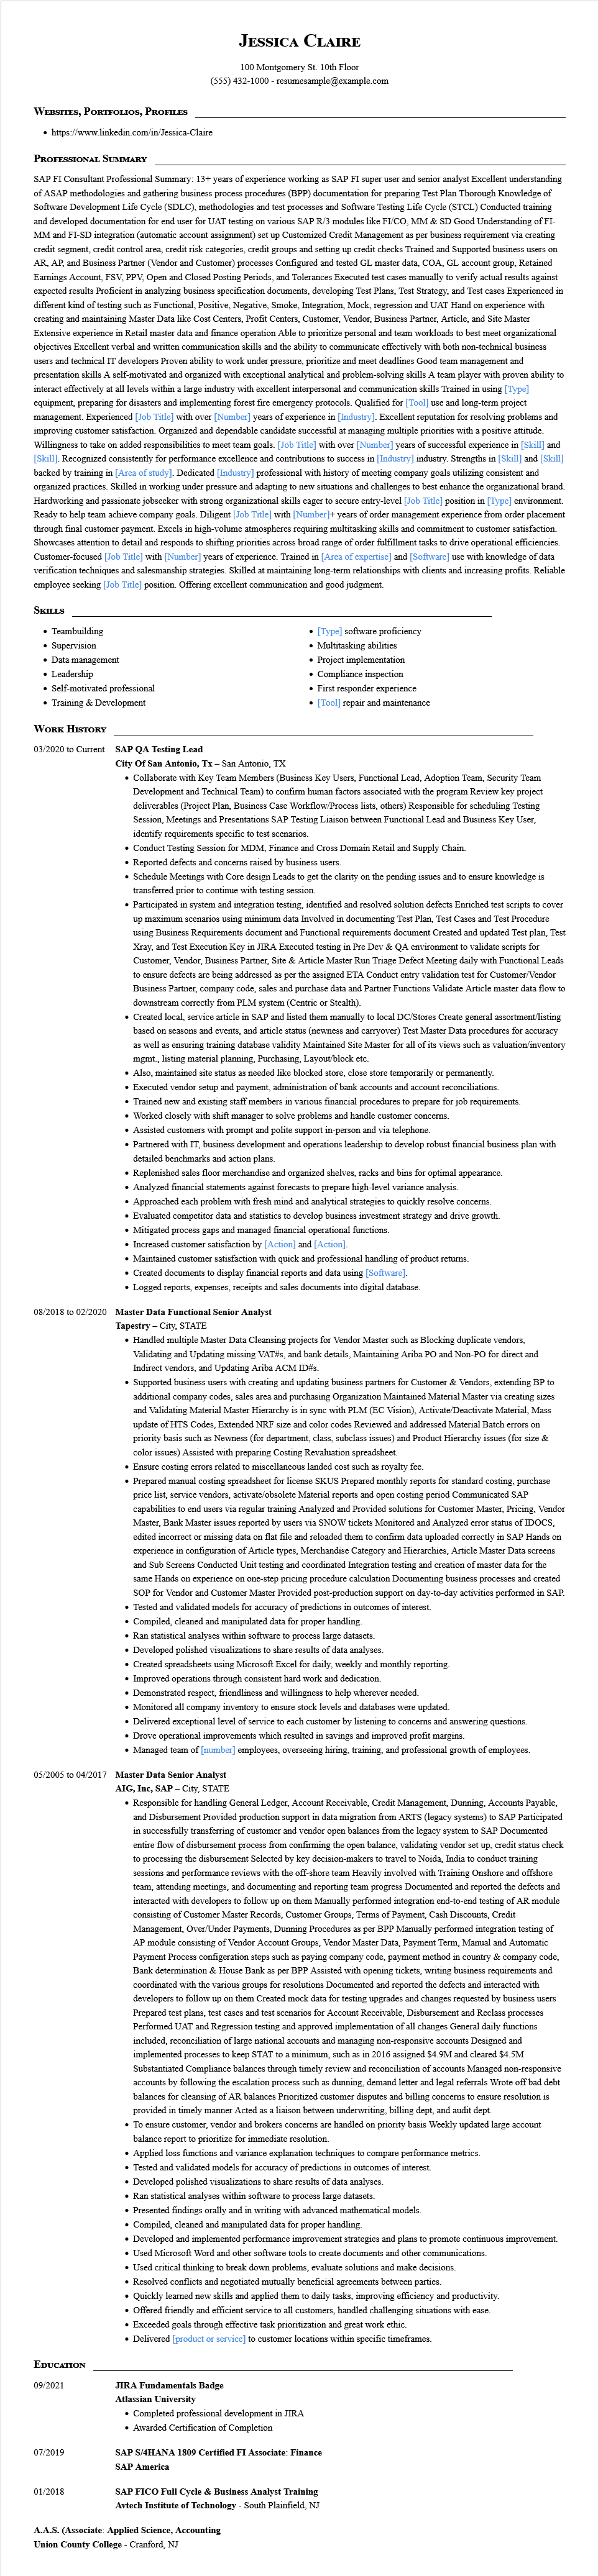 Jessica Claire
100 Montgomery St. 10th Floor
(555) 432-1000 - resumesample@example.com
Websites, Portfolios, Profiles
• https://www.linkedin.com/in/Jessica-Claire
Professional Summary
SAP FI Consultant Professional Summary: 13+ years of experience working as SAP FI super user and senior analyst Excellent understanding
of ASAP methodologies and gathering business process procedures (BPP) documentation for preparing Test Plan Thorough Knowledge of
Software Development Life Cycle (SDLC), methodologies and test processes and Software Testing Life Cycle (STCL) Conducted training
and developed documentation for end user for UAT testing on various SAP R/3 modules like FI/CO, MM & SD Good Understanding of FI-
MM and FI-SD integration (automatic account assignment) set up Customized Credit Management as per business requirement via creating
credit segment, credit control area, credit risk categories, credit groups and setting up credit checks Trained and Supported business users on
AR, AP, and Business Partner (Vendor and Customer) processes Configured and tested GL master data, COA, GL account group, Retained
Earnings Account, FSV, PPV, Open and Closed Posting Periods, and Tolerances Executed test cases manually to verify actual results against
expected results Proficient in analyzing business specification documents, developing Test Plans, Test Strategy, and Test cases Experienced in
different kind of testing such as Functional, Positive, Negative, Smoke, Integration, Mock, regression and UAT Hand on experience with
creating and maintaining Master Data like Cost Centers, Profit Centers, Customer, Vendor, Business Partner, Article, and Site Master
Extensive experience in Retail master data and finance operation Able to prioritize personal and team workloads to best meet organizational
objectives Excellent verbal and written communication skills and the ability to communicate effectively with both non-technical business
users and technical IT developers Proven ability to work under pressure, prioritize and meet deadlines Good team management and
presentation skills A self-motivated and organized with exceptional analytical and problem-solving skills A team player with proven ability to
interact effectively at all levels within a large industry with excellent interpersonal and communication skills Trained in using [Type]
equipment, preparing for disasters and implementing forest fire emergency protocols. Qualified for [Tool] use and long-term project
management. Experienced [Job Title] with over [Number] years of experience in [Industry]. Excellent reputation for resolving problems and
improving customer satisfaction. Organized and dependable candidate successful at managing multiple priorities with a positive attitude.
Willingness to take on added responsibilities to meet team goals. [Job Title] with over [Number] years of successful experience in [Skill] and
[Skill]. Recognized consistently for performance excellence and contributions to success in [Industry] industry. Strengths in [Skill] and [Skill]
backed by training in [Area of study]. Dedicated [Industry] professional with history of meeting company goals utilizing consistent and
organized practices. Skilled in working under pressure and adapting to new situations and challenges to best enhance the organizational brand.
Hardworking and passionate jobseeker with strong organizational skills eager to secure entry-level [Job Title] position in [Type] environment.
Ready to help team achieve company goals. Diligent [Job Title] with [Number]+ years of order management experience from order placement
through final customer payment. Excels in high-volume atmospheres requiring multitasking skills and commitment to customer satisfaction.
Showcases attention to detail and responds to shifting priorities across broad range of order fulfillment tasks to drive operational efficiencies.
Customer-focused [Job Title] with [Number] years of experience. Trained in [Area of expertise] and [Software] use with knowledge of data
verification techniques and salesmanship strategies. Skilled at maintaining long-term relationships with clients and increasing profits. Reliable
employee seeking [Job Title] position. Offering excellent communication and good judgment.
Skills
• Teambuilding
• Supervision
• Data management
• Leadership
• Self-motivated professional
• Training & Development
• [Type] software proficiency
• Multitasking abilities
• Project implementation
• Compliance inspection
• First responder experience
• [Tool] repair and maintenance
Work History
03/2020 to Current SAP QA Testing Lead
City Of San Antonio, Tx – San Antonio, TX
• Collaborate with Key Team Members (Business Key Users, Functional Lead, Adoption Team, Security Team
Development and Technical Team) to confirm human factors associated with the program Review key project
deliverables (Project Plan, Business Case Workflow/Process lists, others) Responsible for scheduling Testing
Session, Meetings and Presentations SAP Testing Liaison between Functional Lead and Business Key User,
identify requirements specific to test scenarios.
• Conduct Testing Session for MDM, Finance and Cross Domain Retail and Supply Chain.
• Reported defects and concerns raised by business users.
• Schedule Meetings with Core design Leads to get the clarity on the pending issues and to ensure knowledge is
transferred prior to continue with testing session.
• Participated in system and integration testing, identified and resolved solution defects Enriched test scripts to cover
up maximum scenarios using minimum data Involved in documenting Test Plan, Test Cases and Test Procedure
using Business Requirements document and Functional requirements document Created and updated Test plan, Test
Xray, and Test Execution Key in JIRA Executed testing in Pre Dev & QA environment to validate scripts for
Customer, Vendor, Business Partner, Site & Article Master Run Triage Defect Meeting daily with Functional Leads
to ensure defects are being addressed as per the assigned ETA Conduct entry validation test for Customer/Vendor
Business Partner, company code, sales and purchase data and Partner Functions Validate Article master data flow to
downstream correctly from PLM system (Centric or Stealth).
• Created local, service article in SAP and listed them manually to local DC/Stores Create general assortment/listing
based on seasons and events, and article status (newness and carryover) Test Master Data procedures for accuracy
as well as ensuring training database validity Maintained Site Master for all of its views such as valuation/inventory
mgmt., listing material planning, Purchasing, Layout/block etc.
• Also, maintained site status as needed like blocked store, close store temporarily or permanently.
• Executed vendor setup and payment, administration of bank accounts and account reconciliations.
• Trained new and existing staff members in various financial procedures to prepare for job requirements.
• Worked closely with shift manager to solve problems and handle customer concerns.
• Assisted customers with prompt and polite support in-person and via telephone.
• Partnered with IT, business development and operations leadership to develop robust financial business plan with
detailed benchmarks and action plans.
• Replenished sales floor merchandise and organized shelves, racks and bins for optimal appearance.
• Analyzed financial statements against forecasts to prepare high-level variance analysis.
• Approached each problem with fresh mind and analytical strategies to quickly resolve concerns.
• Evaluated competitor data and statistics to develop business investment strategy and drive growth.
• Mitigated process gaps and managed financial operational functions.
• Increased customer satisfaction by [Action] and [Action].
• Maintained customer satisfaction with quick and professional handling of product returns.
• Created documents to display financial reports and data using [Software].
• Logged reports, expenses, receipts and sales documents into digital database.
08/2018 to 02/2020 Master Data Functional Senior Analyst
Tapestry – City, STATE
• Handled multiple Master Data Cleansing projects for Vendor Master such as Blocking duplicate vendors,
Validating and Updating missing VAT#s, and bank details, Maintaining Ariba PO and Non-PO for direct and
Indirect vendors, and Updating Ariba ACM ID#s.
• Supported business users with creating and updating business partners for Customer & Vendors, extending BP to
additional company codes, sales area and purchasing Organization Maintained Material Master via creating sizes
and Validating Material Master Hierarchy is in sync with PLM (EC Vision), Activate/Deactivate Material, Mass
update of HTS Codes, Extended NRF size and color codes Reviewed and addressed Material Batch errors on
priority basis such as Newness (for department, class, subclass issues) and Product Hierarchy issues (for size &
color issues) Assisted with preparing Costing Revaluation spreadsheet.
• Ensure costing errors related to miscellaneous landed cost such as royalty fee.
• Prepared manual costing spreadsheet for license SKUS Prepared monthly reports for standard costing, purchase
price list, service vendors, activate/obsolete Material reports and open costing period Communicated SAP
capabilities to end users via regular training Analyzed and Provided solutions for Customer Master, Pricing, Vendor
Master, Bank Master issues reported by users via SNOW tickets Monitored and Analyzed error status of IDOCS,
edited incorrect or missing data on flat file and reloaded them to confirm data uploaded correctly in SAP Hands on
experience in configuration of Article types, Merchandise Category and Hierarchies, Article Master Data screens
and Sub Screens Conducted Unit testing and coordinated Integration testing and creation of master data for the
same Hands on experience on one-step pricing procedure calculation Documenting business processes and created
SOP for Vendor and Customer Master Provided post-production support on day-to-day activities performed in SAP.
• Tested and validated models for accuracy of predictions in outcomes of interest.
• Compiled, cleaned and manipulated data for proper handling.
• Ran statistical analyses within software to process large datasets.
• Developed polished visualizations to share results of data analyses.
• Created spreadsheets using Microsoft Excel for daily, weekly and monthly reporting.
• Improved operations through consistent hard work and dedication.
• Demonstrated respect, friendliness and willingness to help wherever needed.
• Monitored all company inventory to ensure stock levels and databases were updated.
• Delivered exceptional level of service to each customer by listening to concerns and answering questions.
• Drove operational improvements which resulted in savings and improved profit margins.
• Managed team of [number] employees, overseeing hiring, training, and professional growth of employees.
05/2005 to 04/2017 Master Data Senior Analyst
AIG, Inc, SAP – City, STATE
• Responsible for handling General Ledger, Account Receivable, Credit Management, Dunning, Accounts Payable,
and Disbursement Provided production support in data migration from ARTS (legacy systems) to SAP Participated
in successfully transferring of customer and vendor open balances from the legacy system to SAP Documented
entire flow of disbursement process from confirming the open balance, validating vendor set up, credit status check
to processing the disbursement Selected by key decision-makers to travel to Noida, India to conduct training
sessions and performance reviews with the off-shore team Heavily involved with Training Onshore and offshore
team, attending meetings, and documenting and reporting team progress Documented and reported the defects and
interacted with developers to follow up on them Manually performed integration end-to-end testing of AR module
consisting of Customer Master Records, Customer Groups, Terms of Payment, Cash Discounts, Credit
Management, Over/Under Payments, Dunning Procedures as per BPP Manually performed integration testing of
AP module consisting of Vendor Account Groups, Vendor Master Data, Payment Term, Manual and Automatic
Payment Process configuration steps such as paying company code, payment method in country & company code,
Bank determination & House Bank as per BPP Assisted with opening tickets, writing business requirements and
coordinated with the various groups for resolutions Documented and reported the defects and interacted with
developers to follow up on them Created mock data for testing upgrades and changes requested by business users
Prepared test plans, test cases and test scenarios for Account Receivable, Disbursement and Reclass processes
Performed UAT and Regression testing and approved implementation of all changes General daily functions
included, reconciliation of large national accounts and managing non-responsive accounts Designed and
implemented processes to keep STAT to a minimum, such as in 2016 assigned $4.9M and cleared $4.5M
Substantiated Compliance balances through timely review and reconciliation of accounts Managed non-responsive
accounts by following the escalation process such as dunning, demand letter and legal referrals Wrote off bad debt
balances for cleansing of AR balances Prioritized customer disputes and billing concerns to ensure resolution is
provided in timely manner Acted as a liaison between underwriting, billing dept, and audit dept.
• To ensure customer, vendor and brokers concerns are handled on priority basis Weekly updated large account
balance report to prioritize for immediate resolution.
• Applied loss functions and variance explanation techniques to compare performance metrics.
• Tested and validated models for accuracy of predictions in outcomes of interest.
• Developed polished visualizations to share results of data analyses.
• Ran statistical analyses within software to process large datasets.
• Presented findings orally and in writing with advanced mathematical models.
• Compiled, cleaned and manipulated data for proper handling.
• Developed and implemented performance improvement strategies and plans to promote continuous improvement.
• Used Microsoft Word and other software tools to create documents and other communications.
• Used critical thinking to break down problems, evaluate solutions and make decisions.
• Resolved conflicts and negotiated mutually beneficial agreements between parties.
• Quickly learned new skills and applied them to daily tasks, improving efficiency and productivity.
• Offered friendly and efficient service to all customers, handled challenging situations with ease.
• Exceeded goals through effective task prioritization and great work ethic.
• Delivered [product or service] to customer locations within specific timeframes.
Education
09/2021 JIRA Fundamentals Badge
Atlassian University
• Completed professional development in JIRA
• Awarded Certification of Completion
07/2019 SAP S/4HANA 1809 Certified FI Associate: Finance
SAP America
01/2018 SAP FICO Full Cycle & Business Analyst Training
Avtech Institute of Technology - South Plainfield, NJ
A.A.S. (Associate: Applied Science, Accounting
Union County College - Cranford, NJ